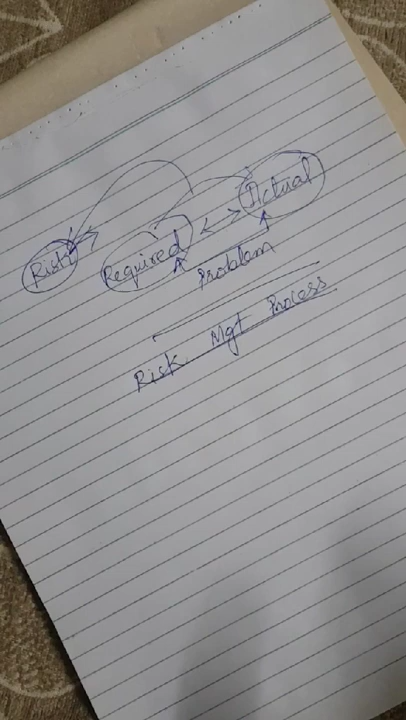 Risk Required Actual
Problem
Risk Mgt Process